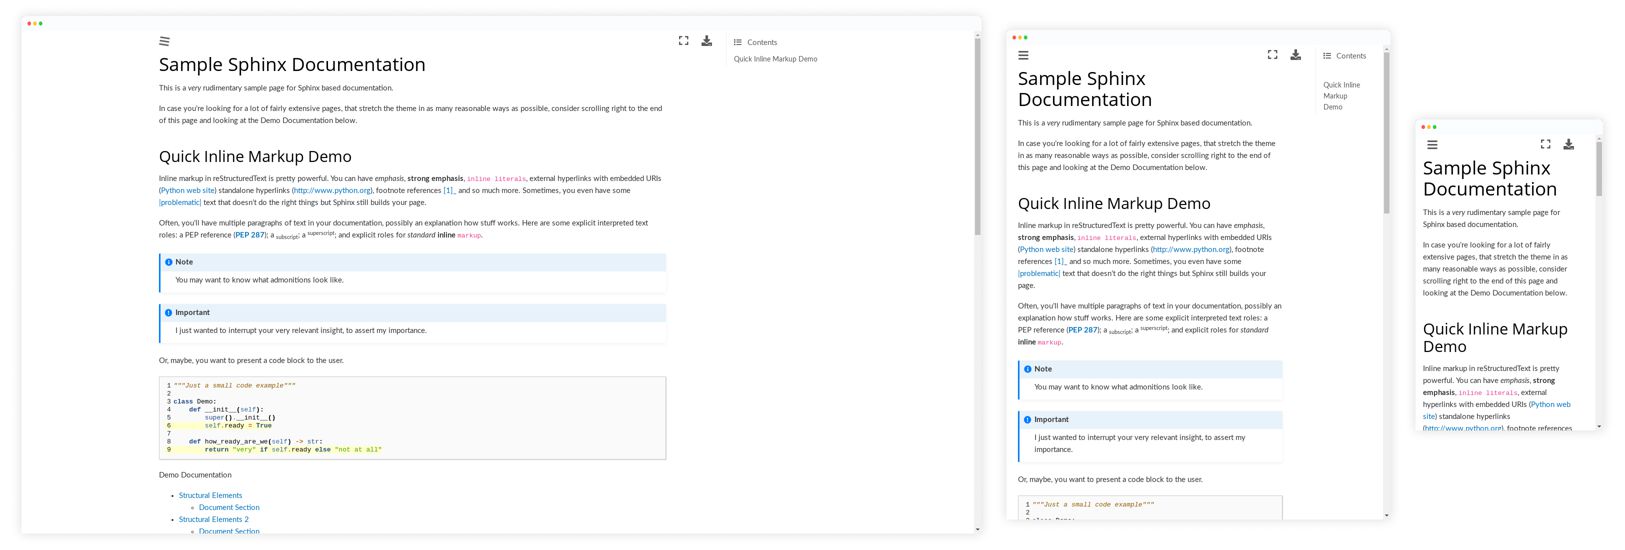 Contents
Quick Inline Markup Demo
Sample Sphinx Documentation
This is a very rudimentary sample page for Sphinx based documentation.
In case you're looking for a lot of fairly extensive pages, that stretch the theme in as many reasonable ways as possible, consider scrolling right to the end
of this page and looking at the Demo Documentation below.
Quick Inline Markup Demo
Inline markup in reStructuredText is pretty powerful. You can have emphasis, strong emphasis, inline literals, external hyperlinks with embedded URIs
(Python web site) standalone hyperlinks (http://www.python.org), footnote references [1]_ and so much more. Sometimes, you even have some
|problematic| text that doesn't do the right things but Sphinx still builds your page.
Often, you'll have multiple paragraphs of text in your documentation, possibly an explanation how stuff works. Here are some explicit interpreted text
roles: a PEP reference (PEP 287); a subscript; a superscript; and explicit roles for standard inline markup.
Note
You may want to know what admonitions look like.
Important
I just wanted to interrupt your very relevant insight, to assert my importance.
Or, maybe, you want to present a code block to the user.
1 """Just a small code example"""
2
3 class Demo:
4     def __init__(self):
5         super().__init__()
6         self.ready = True
7
8     def how_ready_are_we(self) -> str:
9         return "very" if self.ready else "not at all"
Demo Documentation
• Structural Elements
◦ Document Section
• Structural Elements 2
◦ Document Section
Contents
Quick Inline
Markup
Demo
Sample Sphinx
Documentation
This is a very rudimentary sample page for Sphinx based documentation.
In case you're looking for a lot of fairly extensive pages, that stretch the theme
in as many reasonable ways as possible, consider scrolling right to the end of
this page and looking at the Demo Documentation below.
Quick Inline Markup Demo
Inline markup in reStructuredText is pretty powerful. You can have emphasis,
strong emphasis, inline literals, external hyperlinks with embedded URIs
(Python web site) standalone hyperlinks (http://www.python.org), footnote
references [1]_ and so much more. Sometimes, you even have some
|problematic| text that doesn't do the right things but Sphinx still builds your
page.
Often, you'll have multiple paragraphs of text in your documentation, possibly an
explanation how stuff works. Here are some explicit interpreted text roles: a
PEP reference (PEP 287); a subscript; a superscript; and explicit roles for standard
inline markup.
Note
You may want to know what admonitions look like.
Important
I just wanted to interrupt your very relevant insight, to assert my
importance.
Or, maybe, you want to present a code block to the user.
1 """Just a small code example"""
2
3 class Demo:
Sample Sphinx
Documentation
This is a very rudimentary sample page for
Sphinx based documentation.
In case you're looking for a lot of fairly
extensive pages, that stretch the theme in as
many reasonable ways as possible, consider
scrolling right to the end of this page and
looking at the Demo Documentation below.
Quick Inline Markup
Demo
Inline markup in reStructuredText is pretty
powerful. You can have emphasis, strong
emphasis, inline literals, external
hyperlinks with embedded URIs (Python web
site) standalone hyperlinks
(http://www.python.org), footnote references